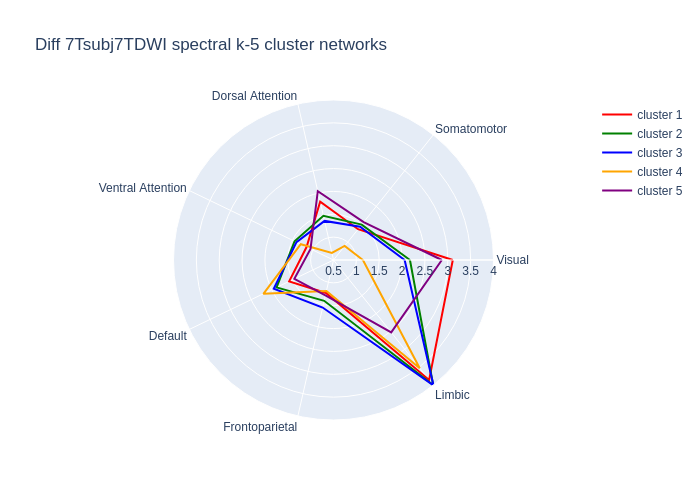 Diff 7Tsubj7TDWI spectral k-5 cluster networks
Dorsal Attention
Somatomotor
Ventral Attention
Visual
0.5 1 1.5 2 2.5 3 3.5 4
Default
Limbic
Frontoparietal
cluster 1
cluster 2
cluster 3
cluster 4
cluster 5